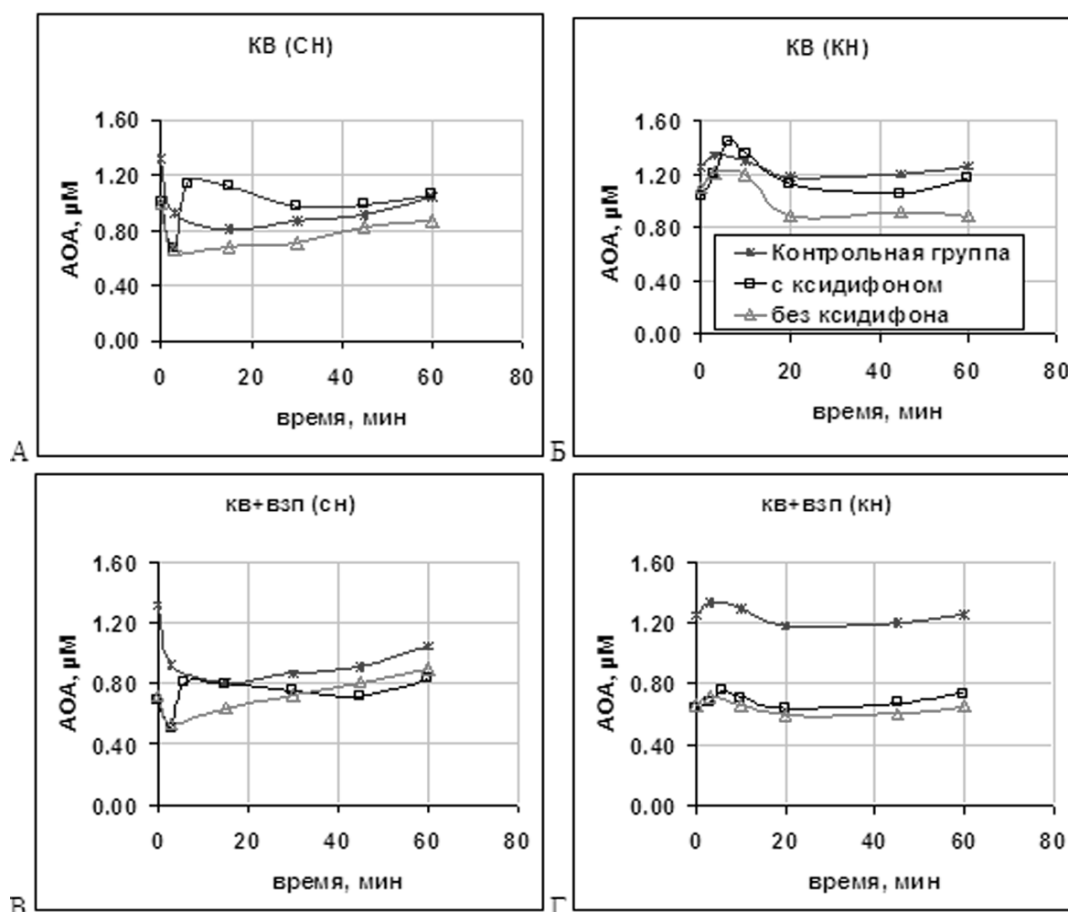 КВ (СН)
1.60
1.20
0.80
0.40
0.00
АОА, µМ
0 20 40 60 80
время, мин
А
КВ (КН)
1.60
1.20
0.80
0.40
0.00
АОА, µМ
Контрольная группа
с ксидифоном
без ксидифона
0 20 40 60 80
время, мин
Б
кв+взп (сн)
1.60
1.20
0.80
0.40
0.00
АОА, µМ
0 20 40 60 80
время, мин
В
кв+взп (кн)
1.60
1.20
0.80
0.40
0.00
АОА, µМ
0 20 40 60 80
время, мин
Г